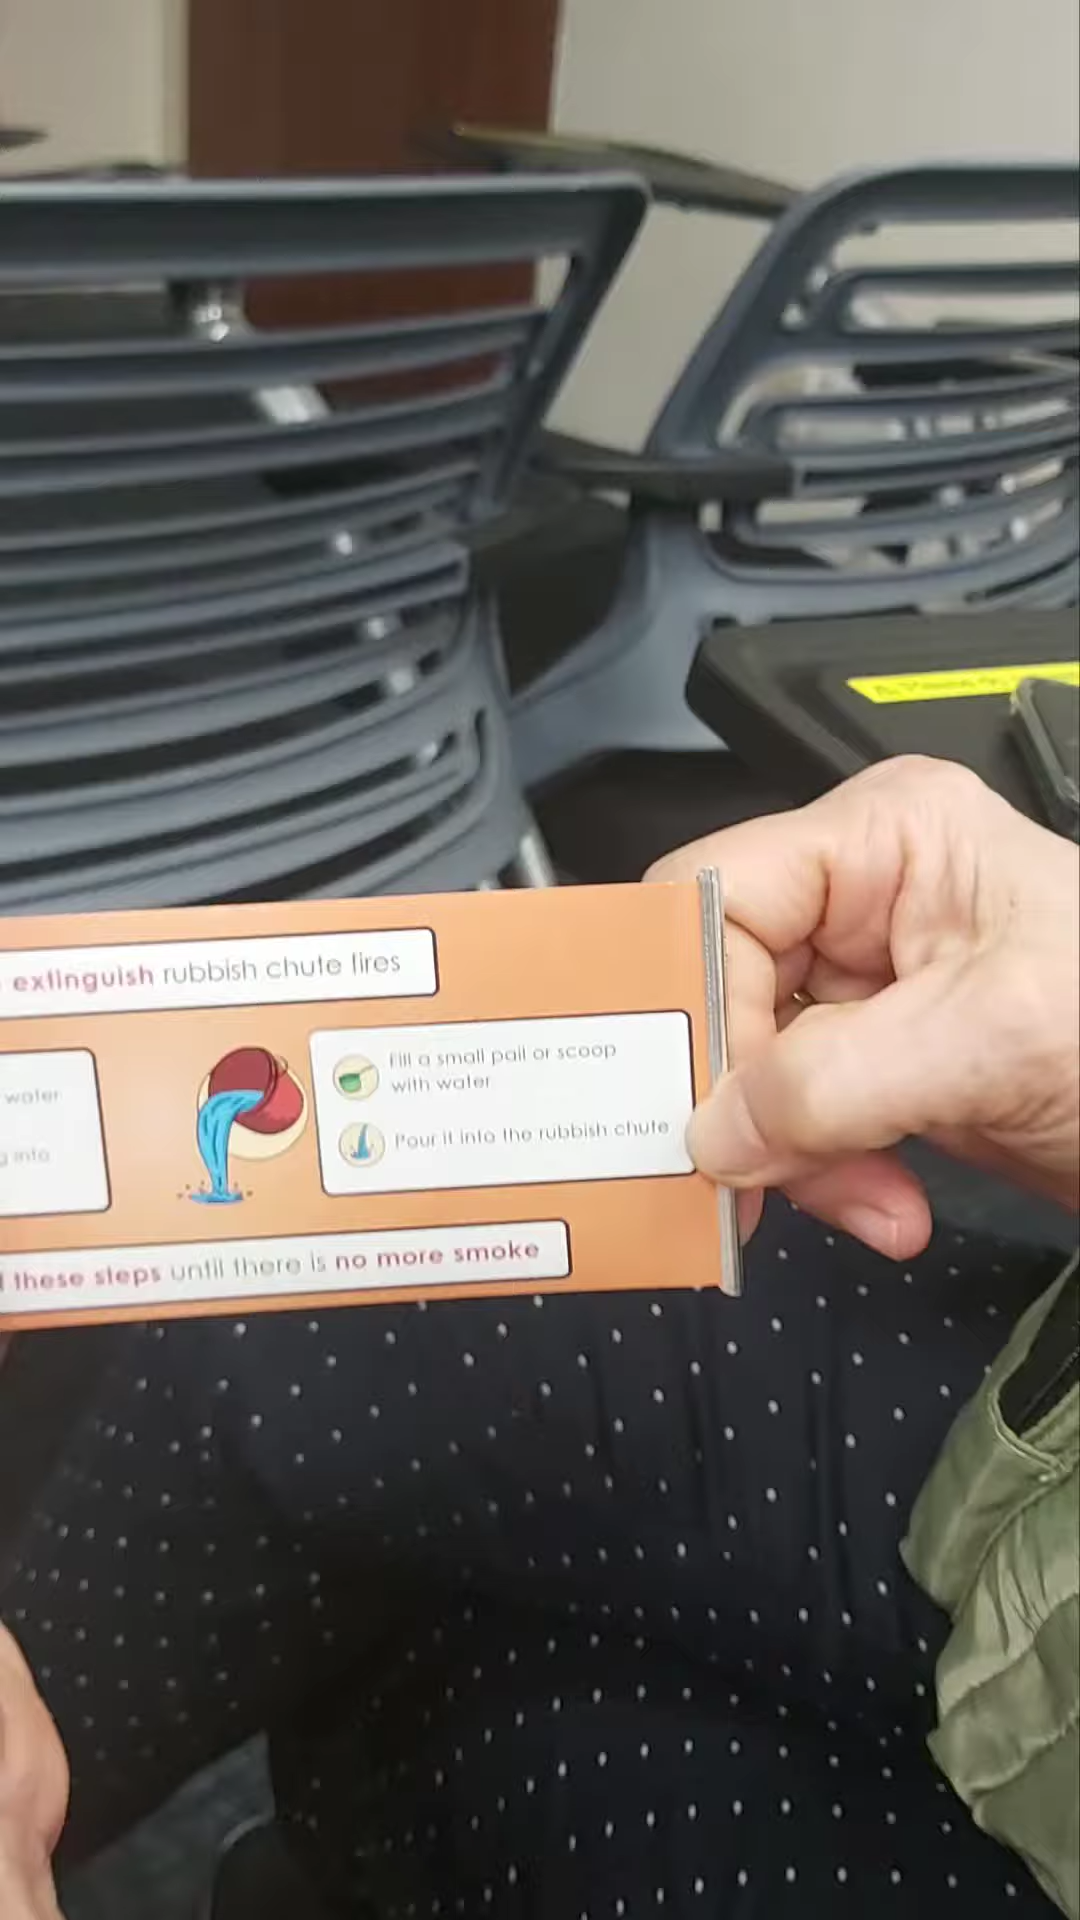 extinguish rubbish chute fires
water
into
Fill a small pail or scoop
with water
Pour it into the rubbish chute
these steps until there is no more smoke